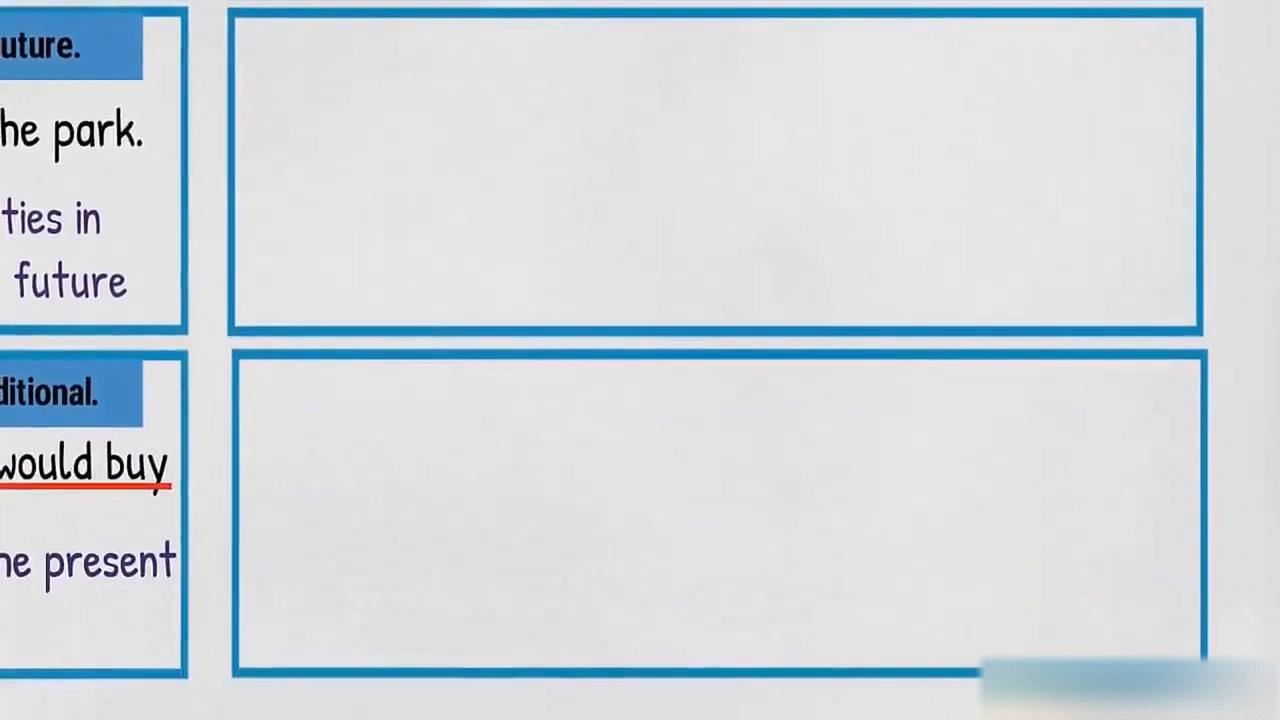 uture.
he park.
ties in
future
ditional.
would buy
he present